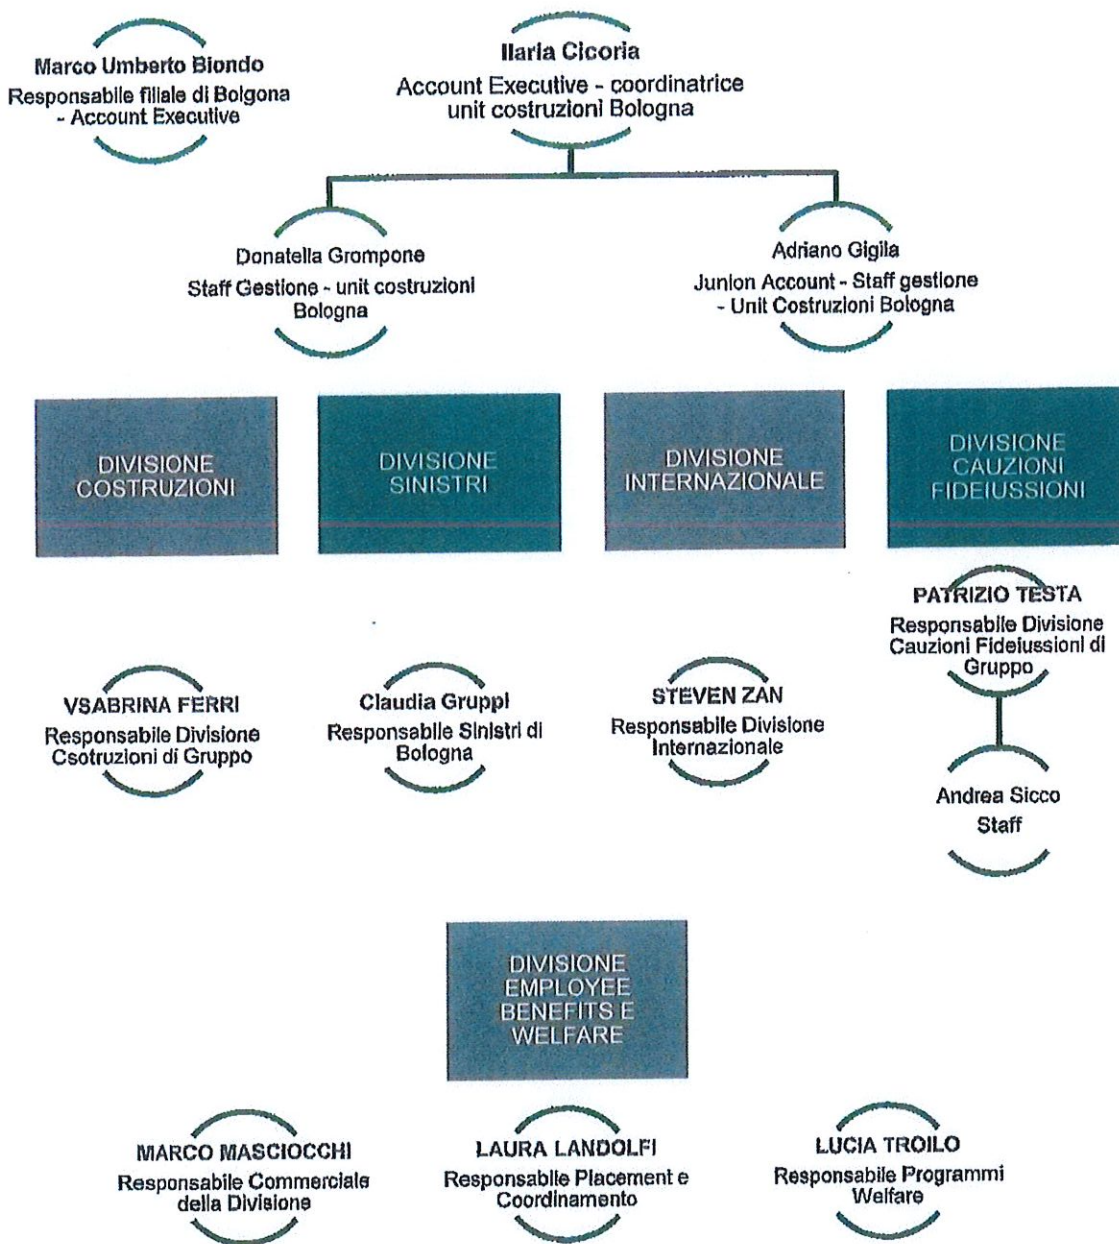 Marco Umberto Biondo
Responsabile filiale di Bolgona
- Account Executive
Ilaria Cicoria
Account Executive - coordinatrice
unit costruzioni Bologna
Donatella Grompone
Staff Gestione - unit costruzioni
Bologna
Adriano Gigila
Junion Account - Staff gestione
- Unit Costruzioni Bologna
DIVISIONE
COSTRUZIONI
DIVISIONE
SINISTRI
DIVISIONE
INTERNAZIONALE
DIVISIONE
CAUZIONI
FIDEIUSSIONI
VSABRINA FERRI
Responsabile Divisione
Csotruzioni di Gruppo
Claudia Gruppi
Responsabile Sinistri di
Bologna
STEVEN ZAN
Responsabile Divisione
Internazionale
PATRIZIO TESTA
Responsabile Divisione
Cauzioni Fideiussioni di
Gruppo
Andrea Sicco
Staff
DIVISIONE
EMPLOYEE
BENEFITS E
WELFARE
MARCO MASCIOCCHI
Responsabile Commerciale
della Divisione
LAURA LANDOLFI
Responsabile Placement e
Coordinamento
LUCIA TROILO
Responsabile Programmi
Welfare